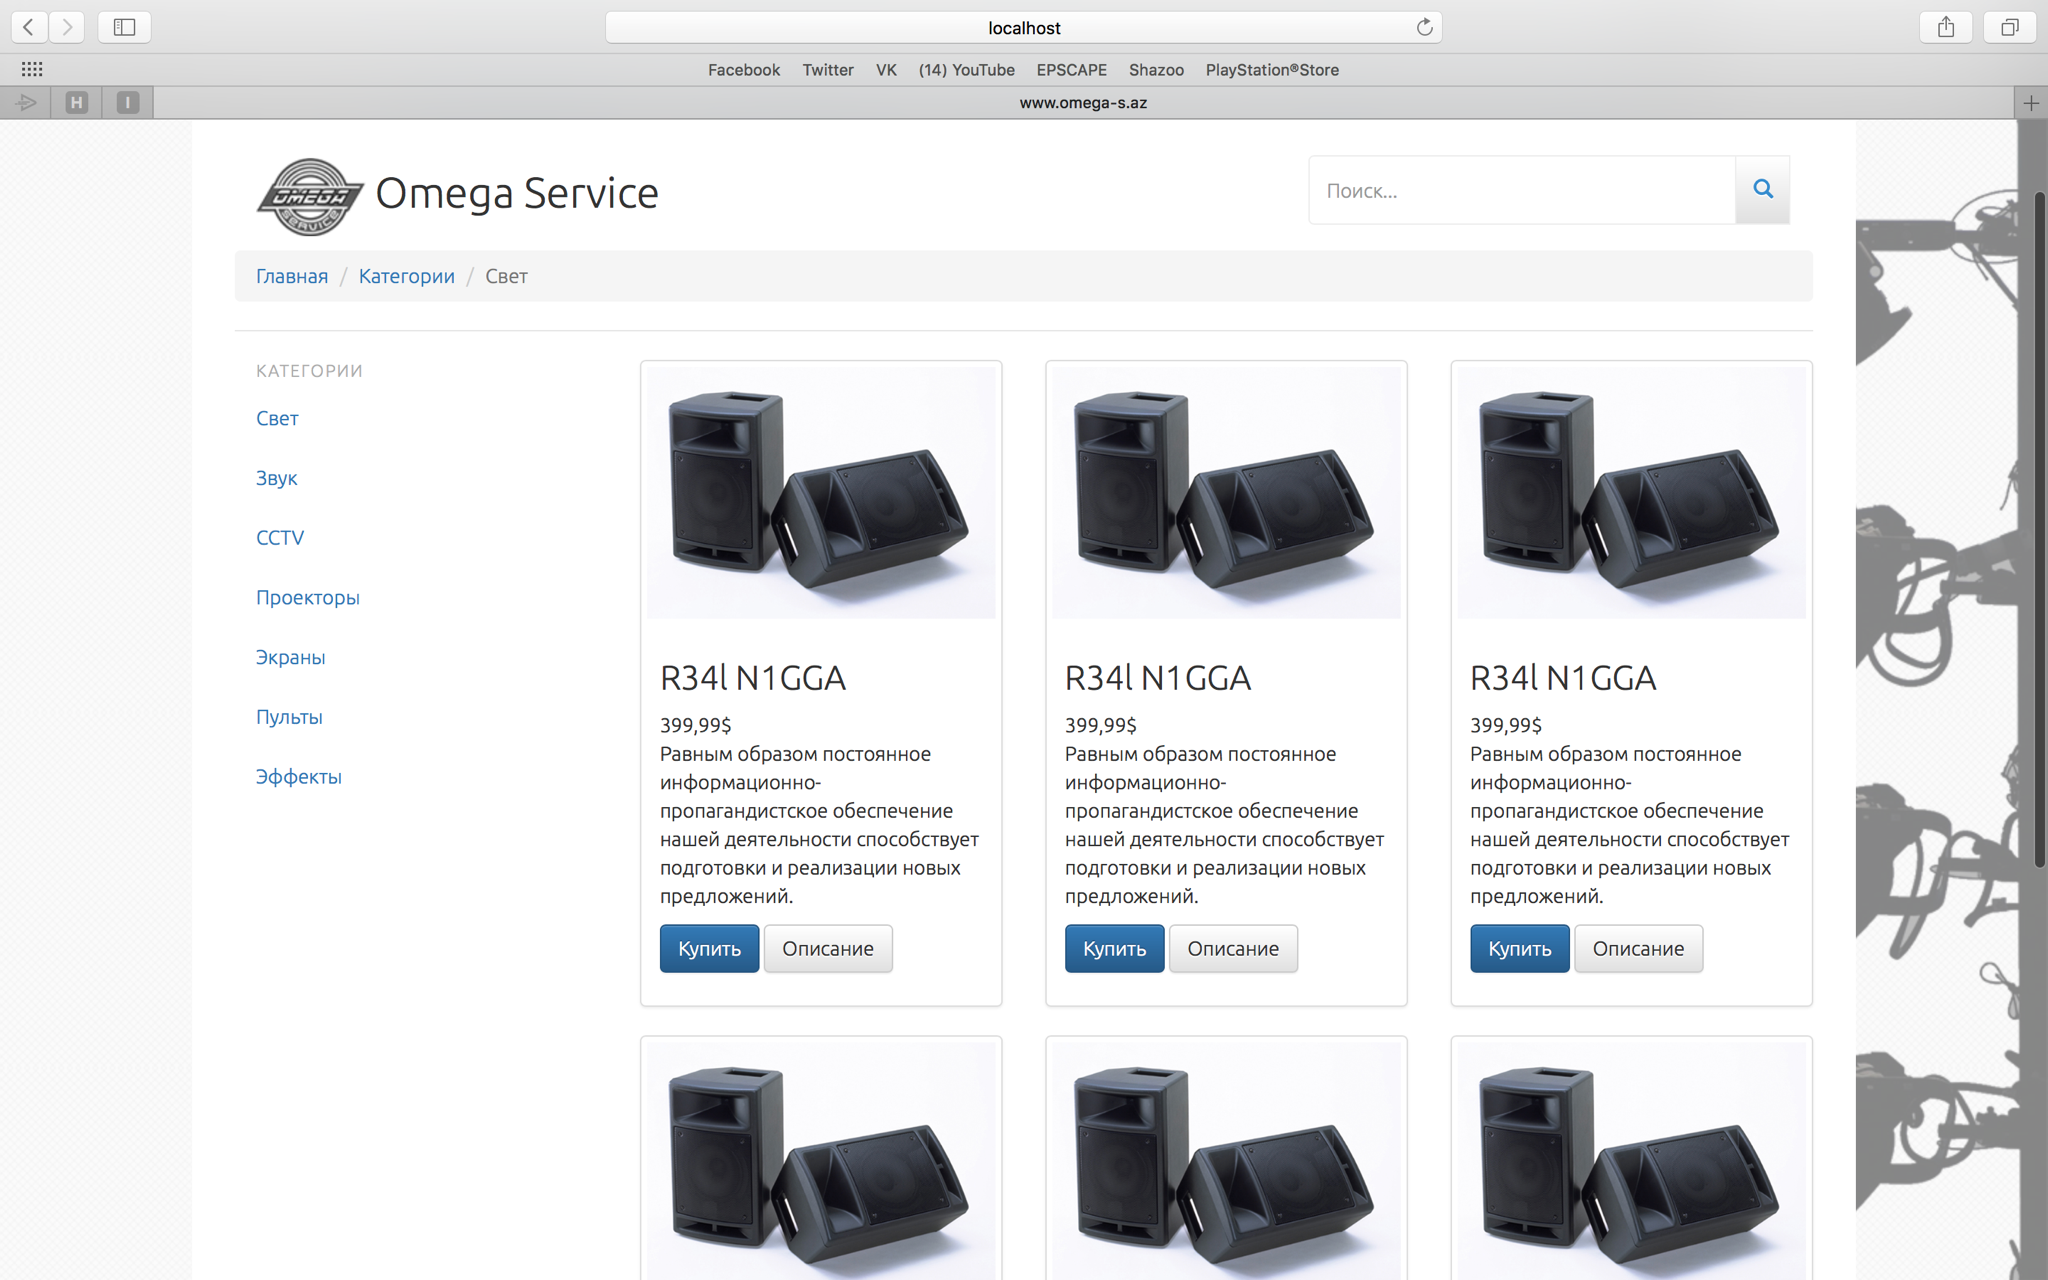 localhost
Facebook Twitter VK (14) YouTube EPSCAPE Shazoo PlayStation®Store
H I www.omega-s.az
OMEGA
SERVICE
Omega Service
Поиск...
Главная / Категории / Свет
КАТЕГОРИИ
Свет
Звук
CCTV
Проекторы
Экраны
Пульты
Эффекты
R34l N1GGA
399,99$
Равным образом постоянное
информационно-
пропагандистское обеспечение
нашей деятельности способствует
подготовки и реализации новых
предложений.
Купить Описание
R34l N1GGA
399,99$
Равным образом постоянное
информационно-
пропагандистское обеспечение
нашей деятельности способствует
подготовки и реализации новых
предложений.
Купить Описание
R34l N1GGA
399,99$
Равным образом постоянное
информационно-
пропагандистское обеспечение
нашей деятельности способствует
подготовки и реализации новых
предложений.
Купить Описание